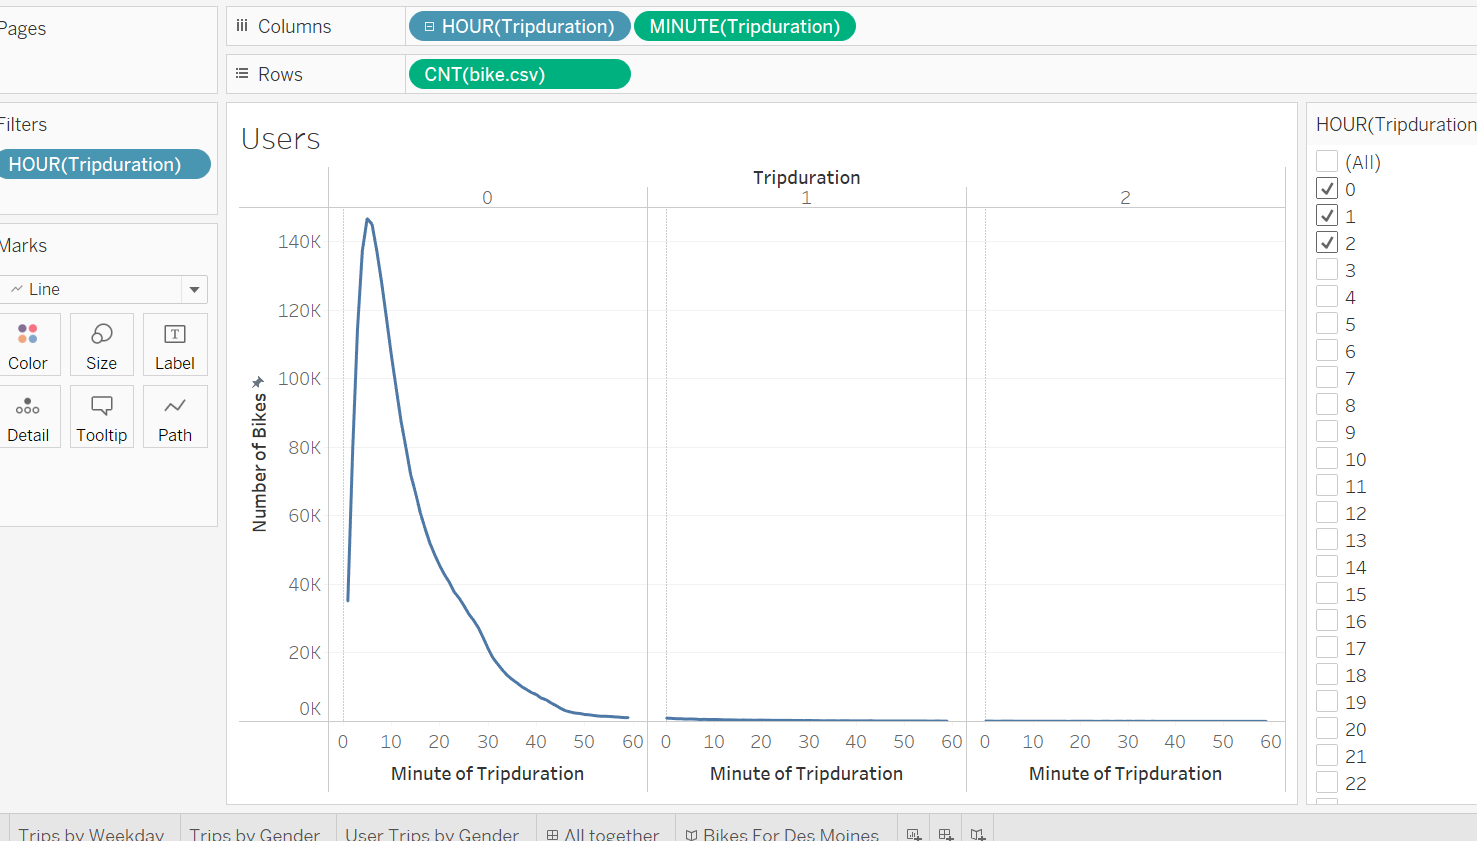 Pages
Columns
HOUR(Tripduration)
MINUTE(Tripduration)
Rows
CNT(bike.csv)
Filters
HOUR(Tripduration)
Marks
Line
Color
Size
T
Label
Detail
Tooltip
Path
Users
Tripduration
0
1
2
Number of Bikes
140K
120K
100K
80K
60K
40K
20K
0K
0 10 20 30 40 50 60
0 10 20 30 40 50 60
0 10 20 30 40 50 60
Minute of Tripduration
Minute of Tripduration
Minute of Tripduration
HOUR(Tripduration
(All)
0
1
2
3
4
5
6
7
8
9
10
11
12
13
14
15
16
17
18
19
20
21
22
Trips by Weekday
Trips by Gender
User Trips by Gender
All together
Bikes For Des Moines